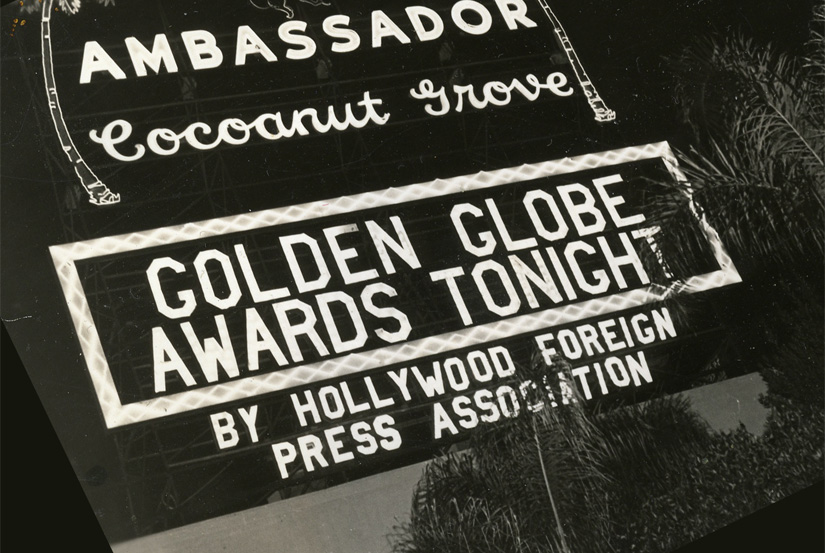 AMBASSADOR
Cocoanut Grove
GOLDEN GLOBE
AWARDS TONIGHT
BY HOLLYWOOD FOREIGN
PRESS ASSOCIATION